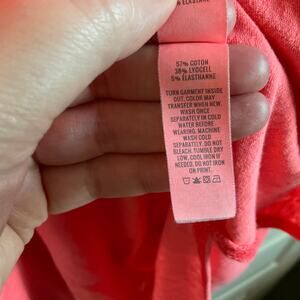 57% COTTON
38% LYOCELL
5% ELASTHANNE
TURN GARMENT INSIDE
OUT, COLOR MAY
TRANSFER WHEN NEW.
WASH ONCE
SEPARATELY IN COLD
WATER BEFORE
WEARING. MACHINE
WASH COLD
SEPARATELY. DO NOT
BLEACH. TUMBLE DRY
LOW. COOL IRON IF
NEEDED. DO NOT IRON
ON PRINT.